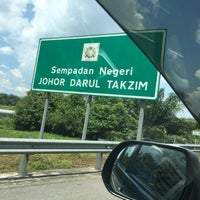 Sempadan Negeri
JOHOR DARUL TAKZIM